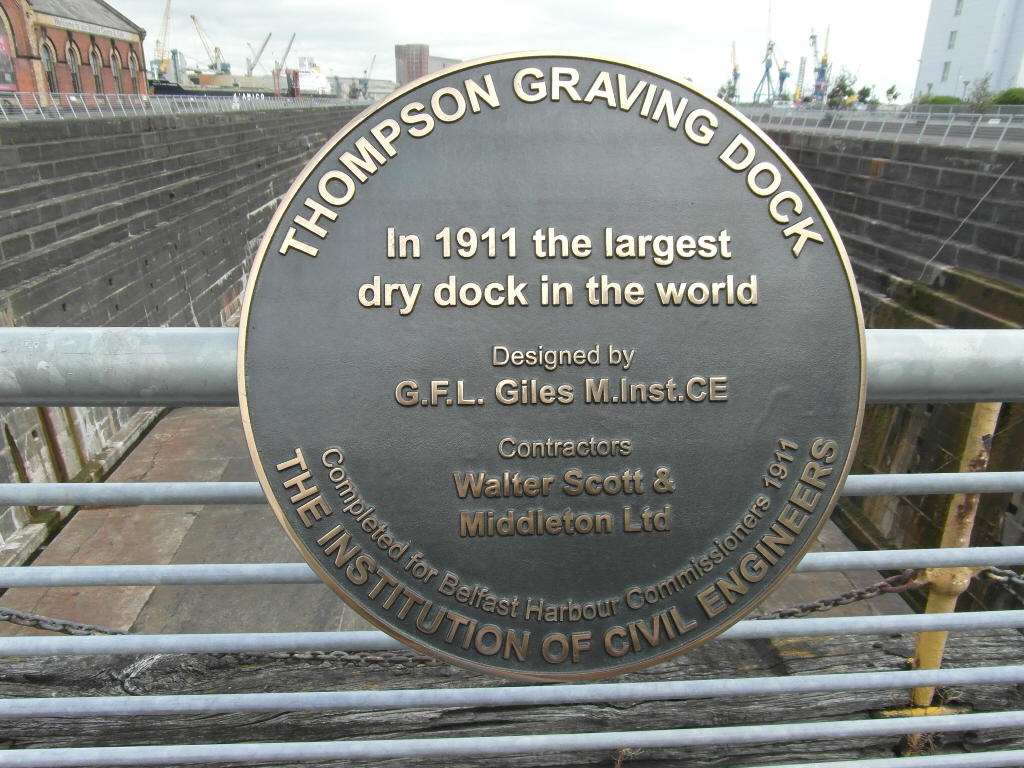 THOMPSON GRAVING DOCK
In 1911 the largest
dry dock in the world
Designed by
G.F.L. Giles M.Inst.CE
Contractors
Walter Scott &
Middleton Ltd
Completed for Belfast Harbour Commissioners 1911
THE INSTITUTION OF CIVIL ENGINEERS